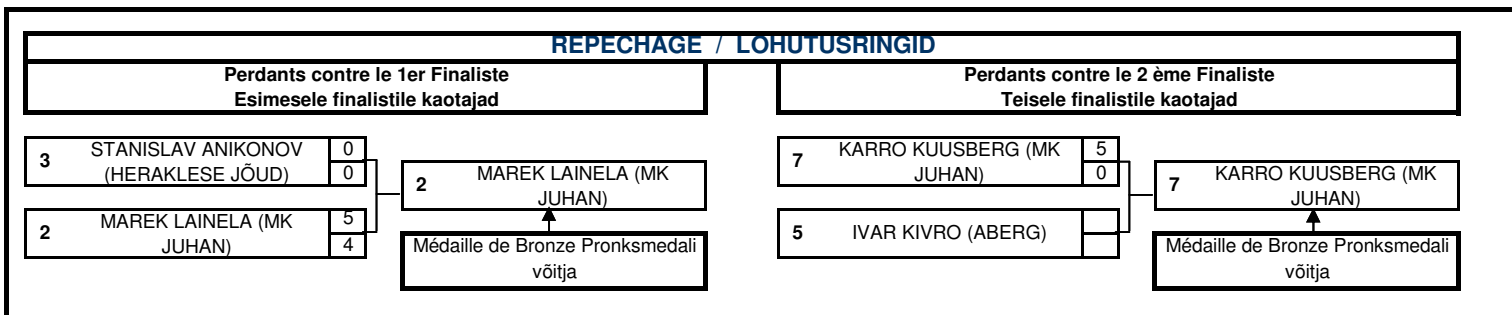 REPECHAGE / LOHUTUSRINGID
Perdants contre le 1er Finaliste
Esimesele finalistile kaotajad
Perdants contre le 2 ème Finaliste
Teisele finalistile kaotajad
3 STANISLAV ANIKONOV 0
(HERAKLESE JÕUD) 0
2 MAREK LAINELA (MK
JUHAN)
2 MAREK LAINELA (MK 5
JUHAN) 4
Médaille de Bronze Pronksmedali
võitja
7 KARRO KUUSBERG (MK 5
JUHAN) 0
7 KARRO KUUSBERG (MK
JUHAN)
5 IVAR KIVRO (ABERG)
Médaille de Bronze Pronksmedali
võitja